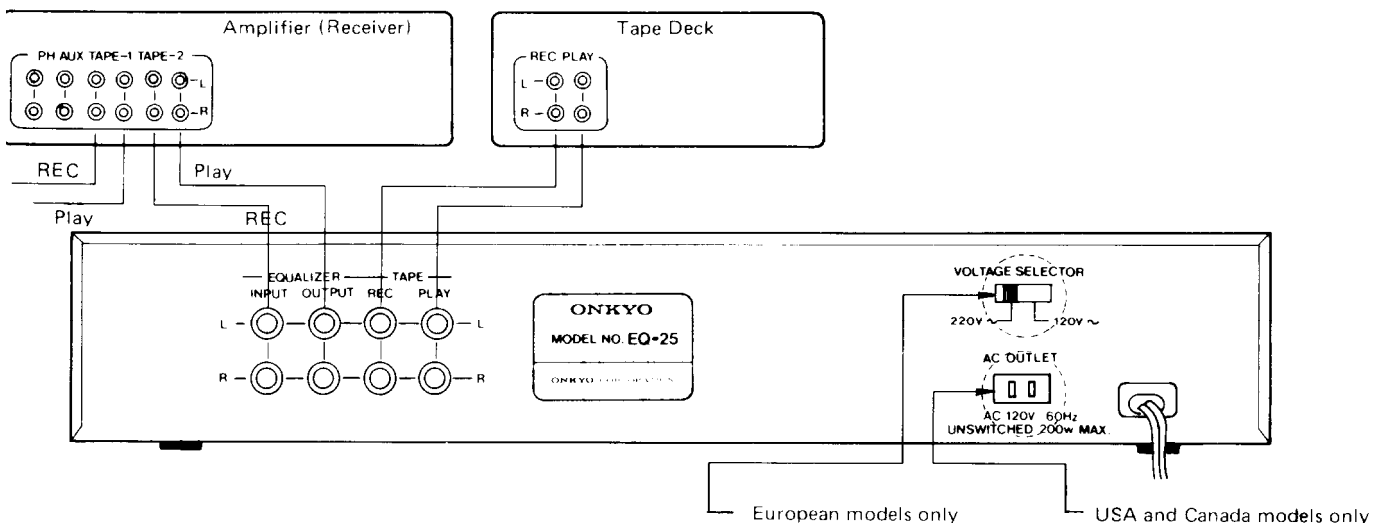 Amplifier (Receiver)
PH AUX TAPE-1 TAPE-2
L
R
Tape Deck
REC PLAY
L
R
REC
Play
Play
REC
EQUALIZER
TAPE
INPUT OUTPUT REC PLAY
L
L
R
R
ONKYO
MODEL NO. EQ-25
ONKYO CORPORATION
VOLTAGE SELECTOR
220V ~
120V ~
AC OUTLET
AC 120V 60Hz
UNSWITCHED 200w MAX.
European models only
USA and Canada models only